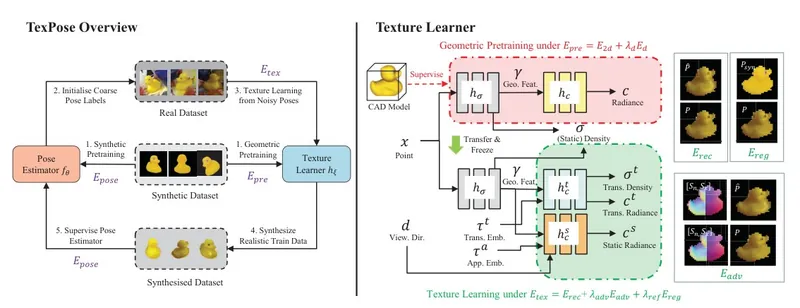 TexPose Overview
E_tex
2. Initialise Coarse
Pose Labels
3. Texture Learning
from Noisy Poses
Real Dataset
1. Synthetic
Pretraining
1. Geometric
Pretraining
Pose
Estimator f_θ
Texture
Learner h_ℓ
E_pose
E_pre
Synthetic Dataset
5. Supervise Pose
Estimator
4. Synthesize
Realistic Train Data
E_pose
Synthesised Dataset
Texture Learner
Geometric Pretraining under E_pre = E_2d + λ_d E_d
Supervise
CAD Model
h_σ
γ
Geo. Feat.
h_c
c
Radiance
σ
(Static) Density
x
Point
Transfer &
Freeze
h_σ
γ
Geo. Feat.
h_c^t
σ^t
Trans. Density
c^t
Trans. Radiance
τ^t
Trans. Emb.
d
View. Dir.
τ^a
App. Emb.
h_c^s
c^s
Static Radiance
Texture Learning under E_tex = E_rec + λ_adv E_adv + λ_ref E_reg
p̃
P_syn
P
P
E_rec
E_reg
p̃
P
E_adv